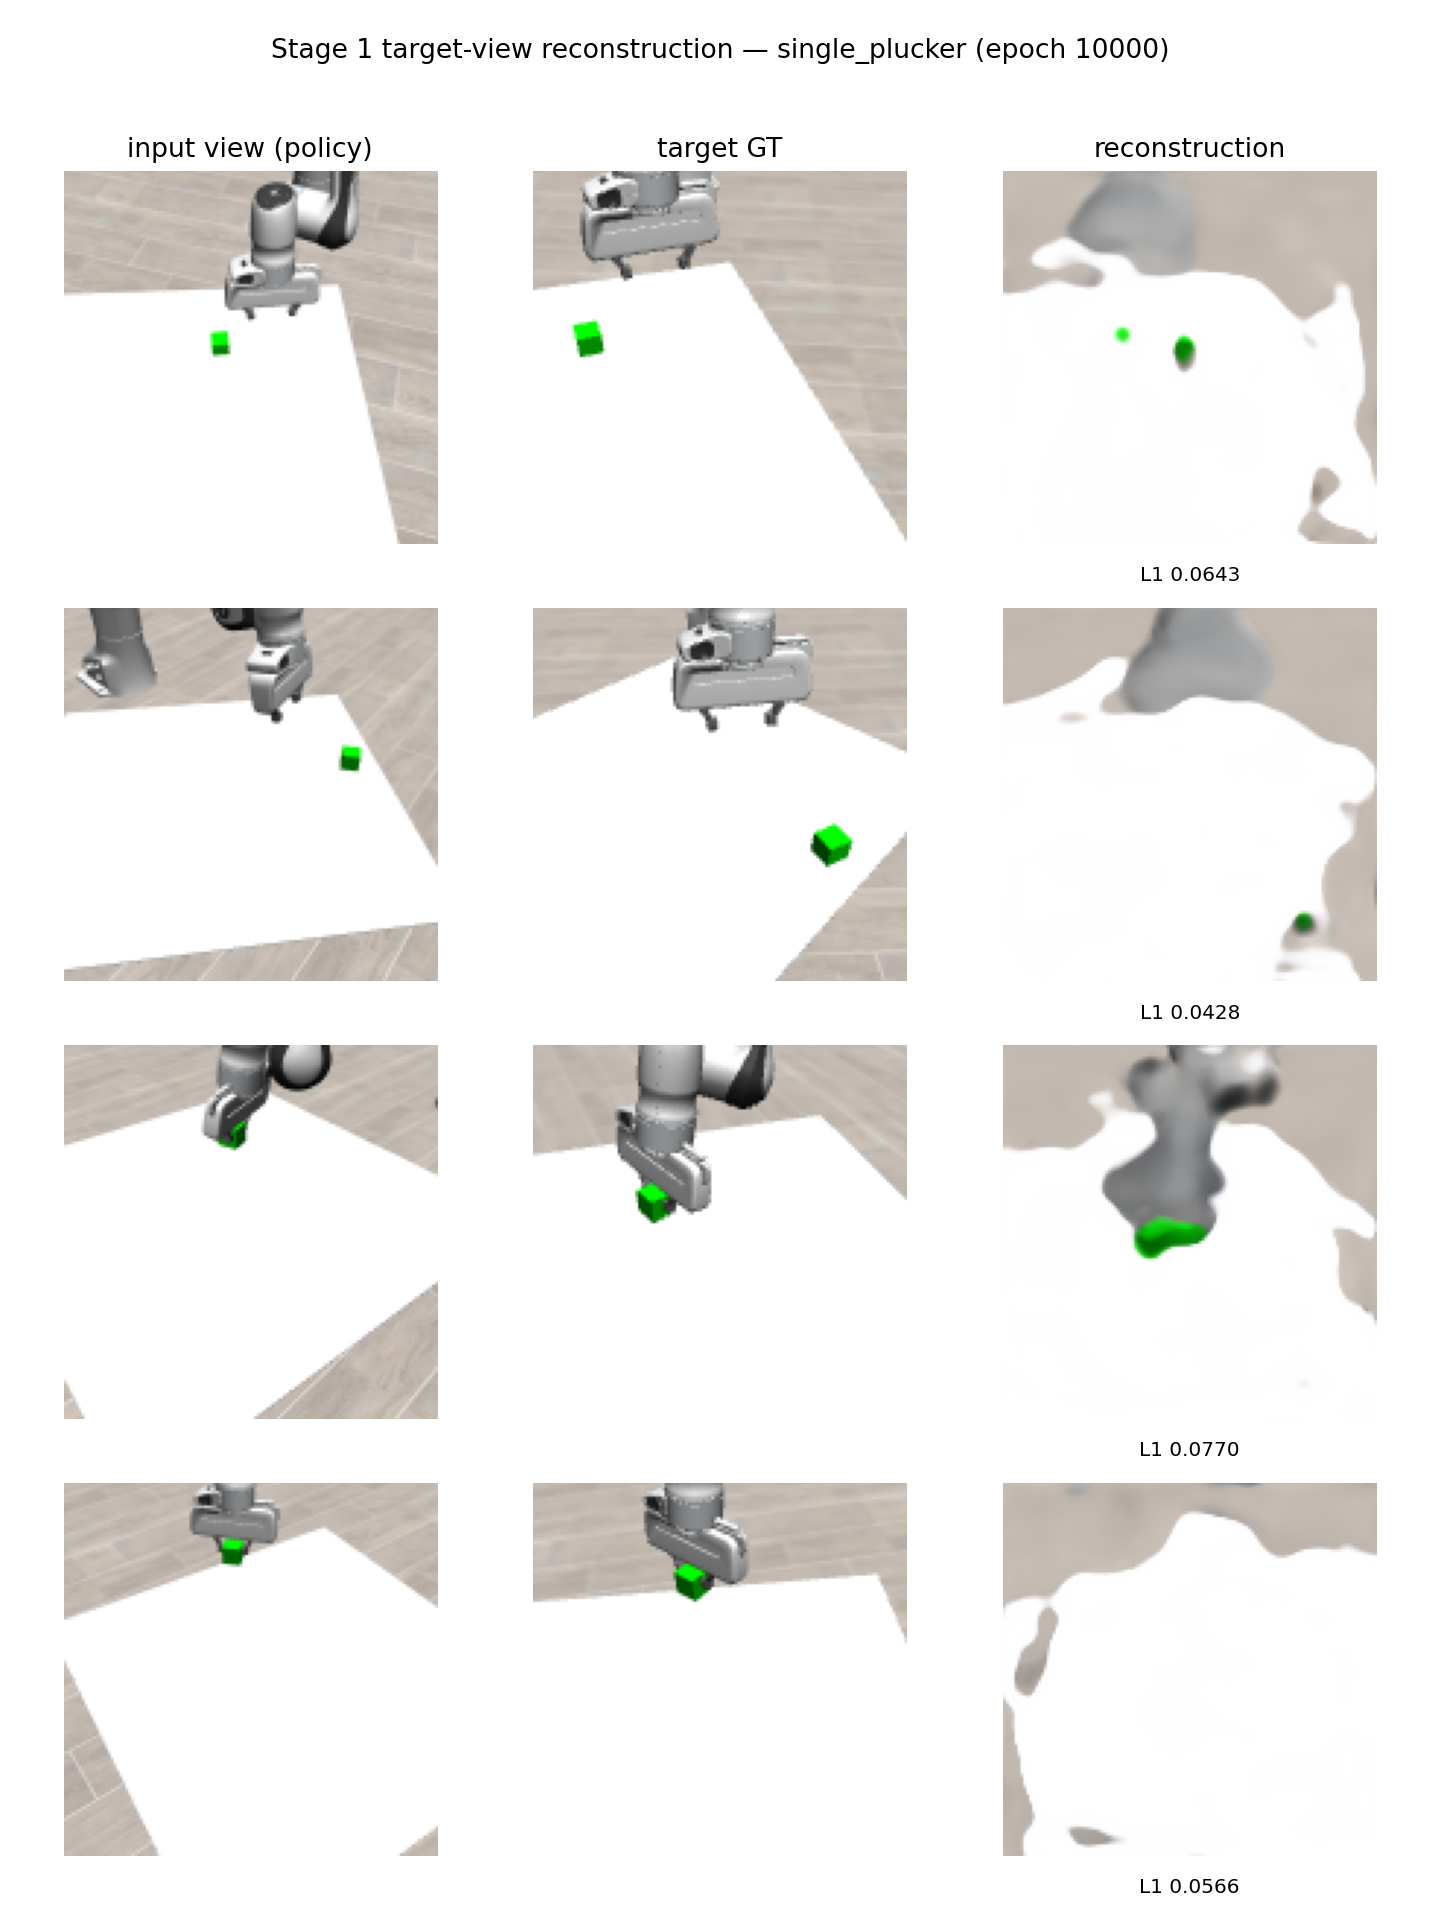 Stage 1 target-view reconstruction — single_plucker (epoch 10000)
input view (policy)
target GT
reconstruction
L1 0.0643
L1 0.0428
L1 0.0770
L1 0.0566